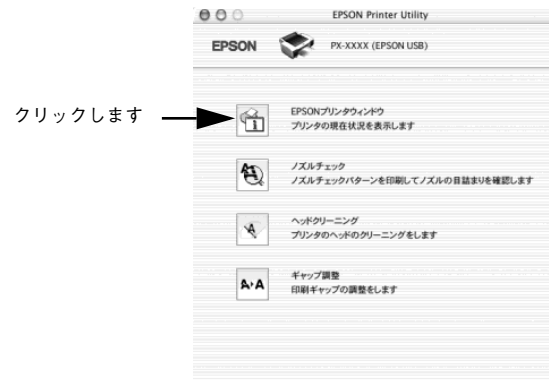 EPSON Printer Utility
EPSON PX-XXXX (EPSON USB)
クリックします
EPSONプリンタウィンドウ
プリンタの現在状況を表示します
ノズルチェック
ノズルチェックパターンを印刷してノズルの目詰まりを確認します
ヘッドクリーニング
プリンタのヘッドのクリーニングをします
ギャップ調整
印刷ギャップの調整をします